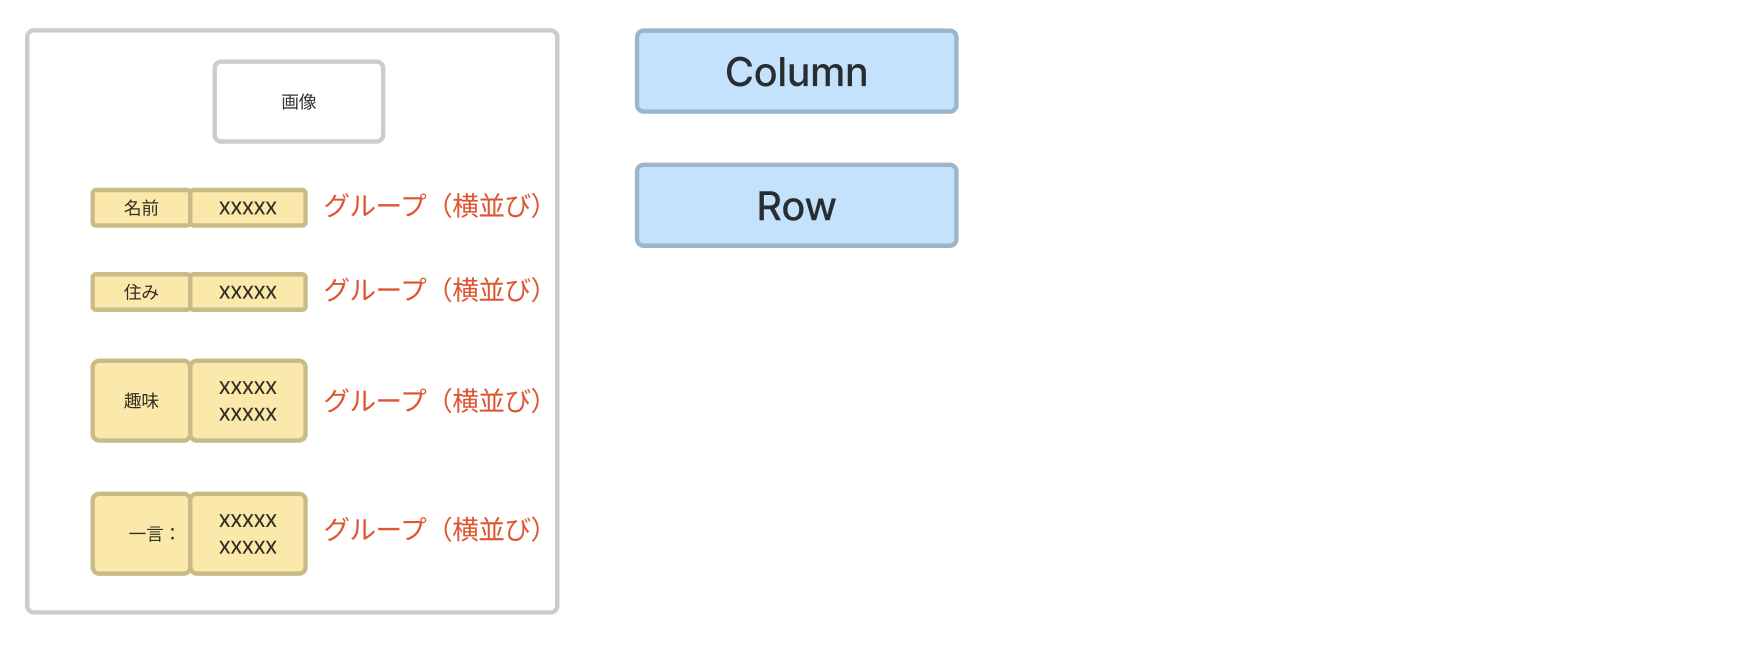 画像
名前 xxxxx グループ（横並び）
住み xxxxx グループ（横並び）
趣味 xxxxx
xxxxx グループ（横並び）
一言： xxxxx
xxxxx グループ（横並び）
Column
Row